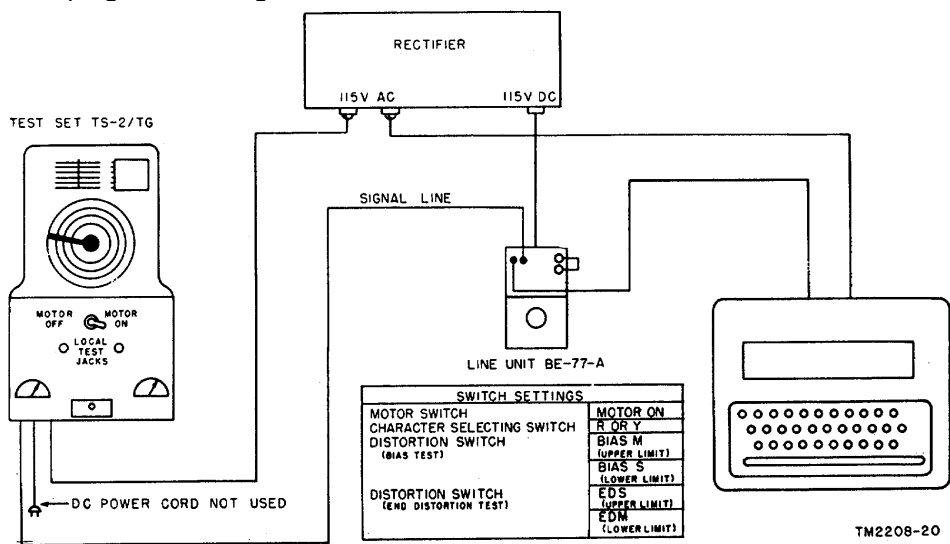 RECTIFIER
115V AC
115V DC
TEST SET TS-2/TG
SIGNAL LINE
MOTOR OFF
MOTOR ON
LOCAL TEST JACKS
LINE UNIT BE-77-A
SWITCH SETTINGS
MOTOR SWITCH MOTOR ON
CHARACTER SELECTING SWITCH R OR Y
DISTORTION SWITCH BIAS M
(BIAS TEST) (UPPER LIMIT)
BIAS S
(LOWER LIMIT)
DISTORTION SWITCH EDS
(END DISTORTION TEST) (UPPER LIMIT)
EDM
(LOWER LIMIT)
DC POWER CORD NOT USED
TM2208-20